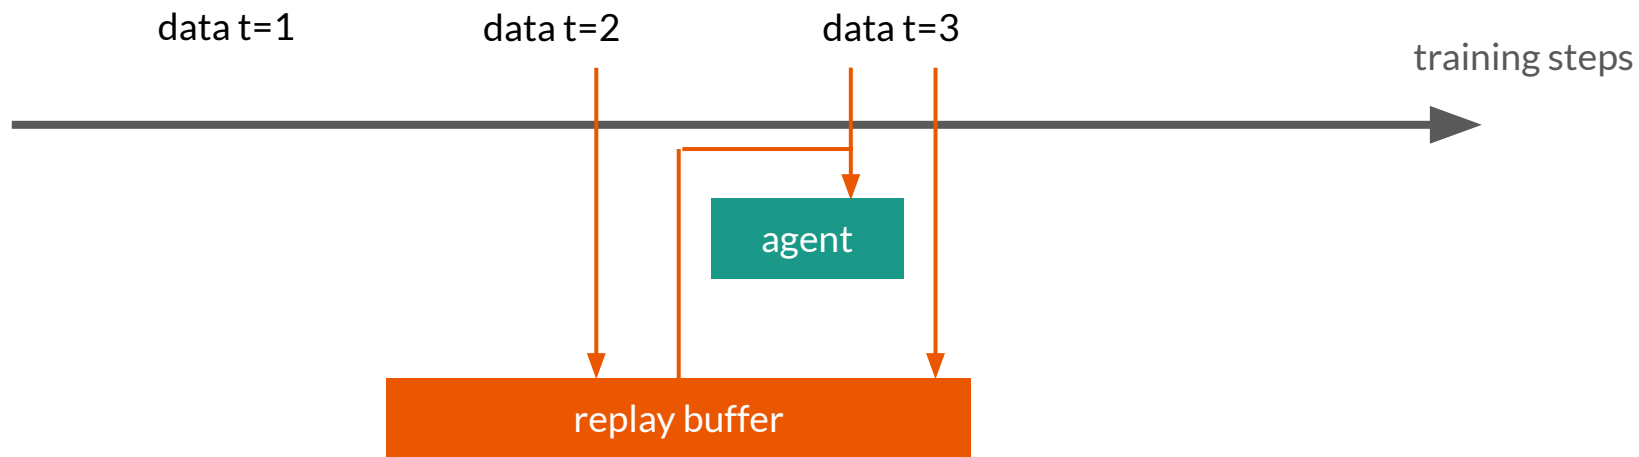 data t=1
data t=2
data t=3
training steps
agent
replay buffer